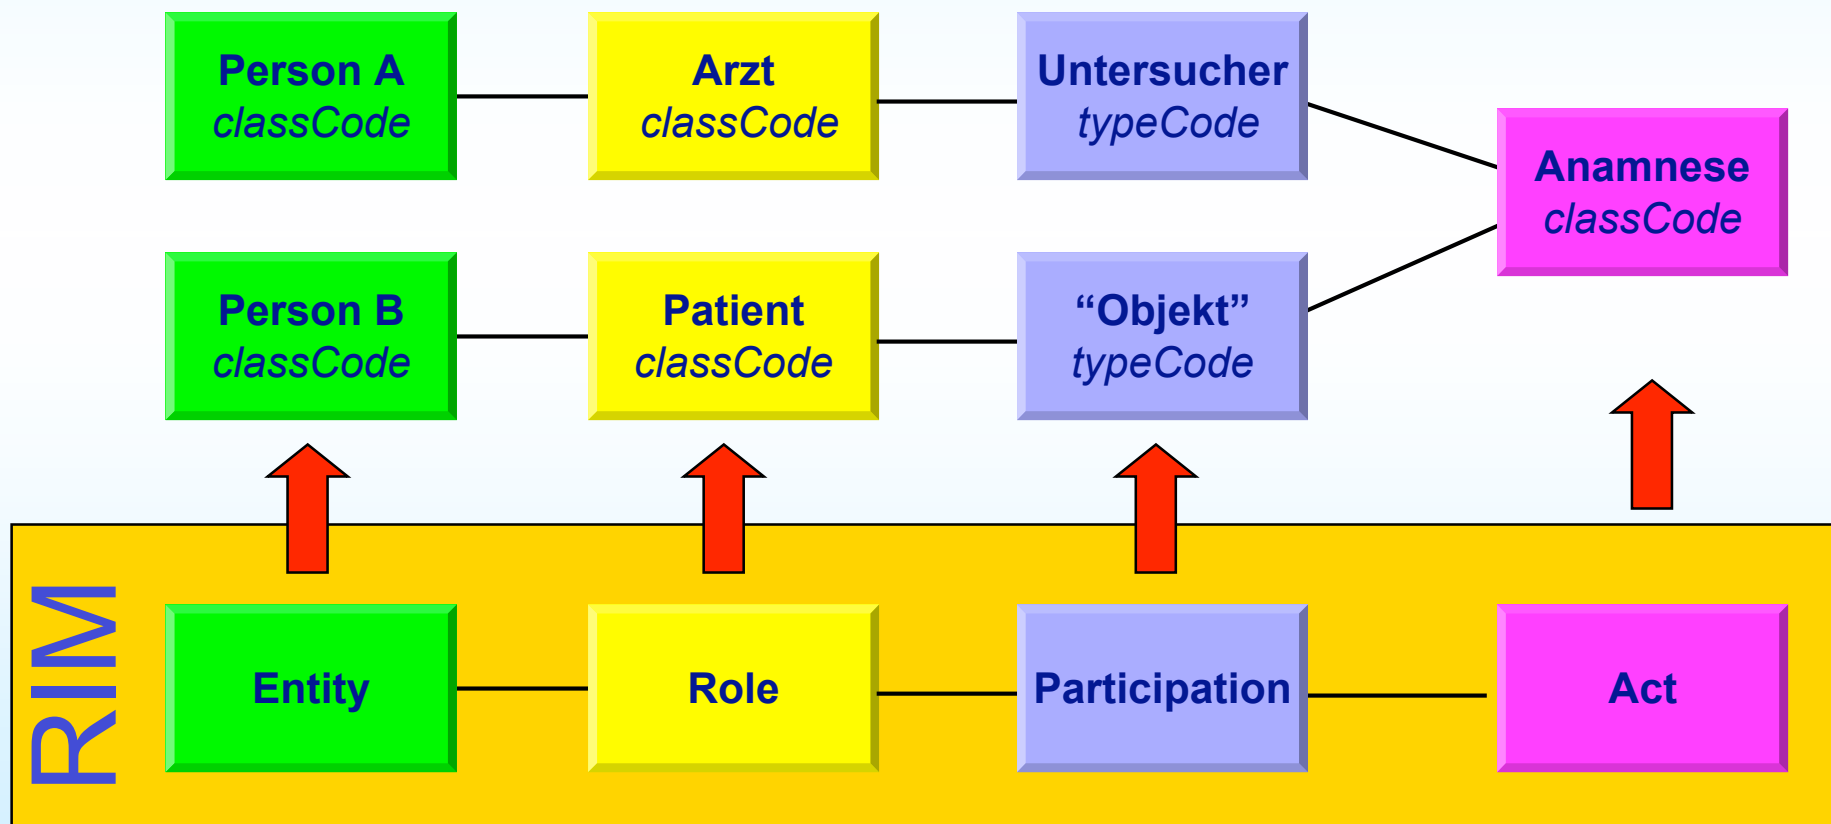 Person A
classCode
Arzt
classCode
Untersucher
typeCode
Anamnese
classCode
Person B
classCode
Patient
classCode
“Objekt”
typeCode
RIM
Entity
Role
Participation
Act